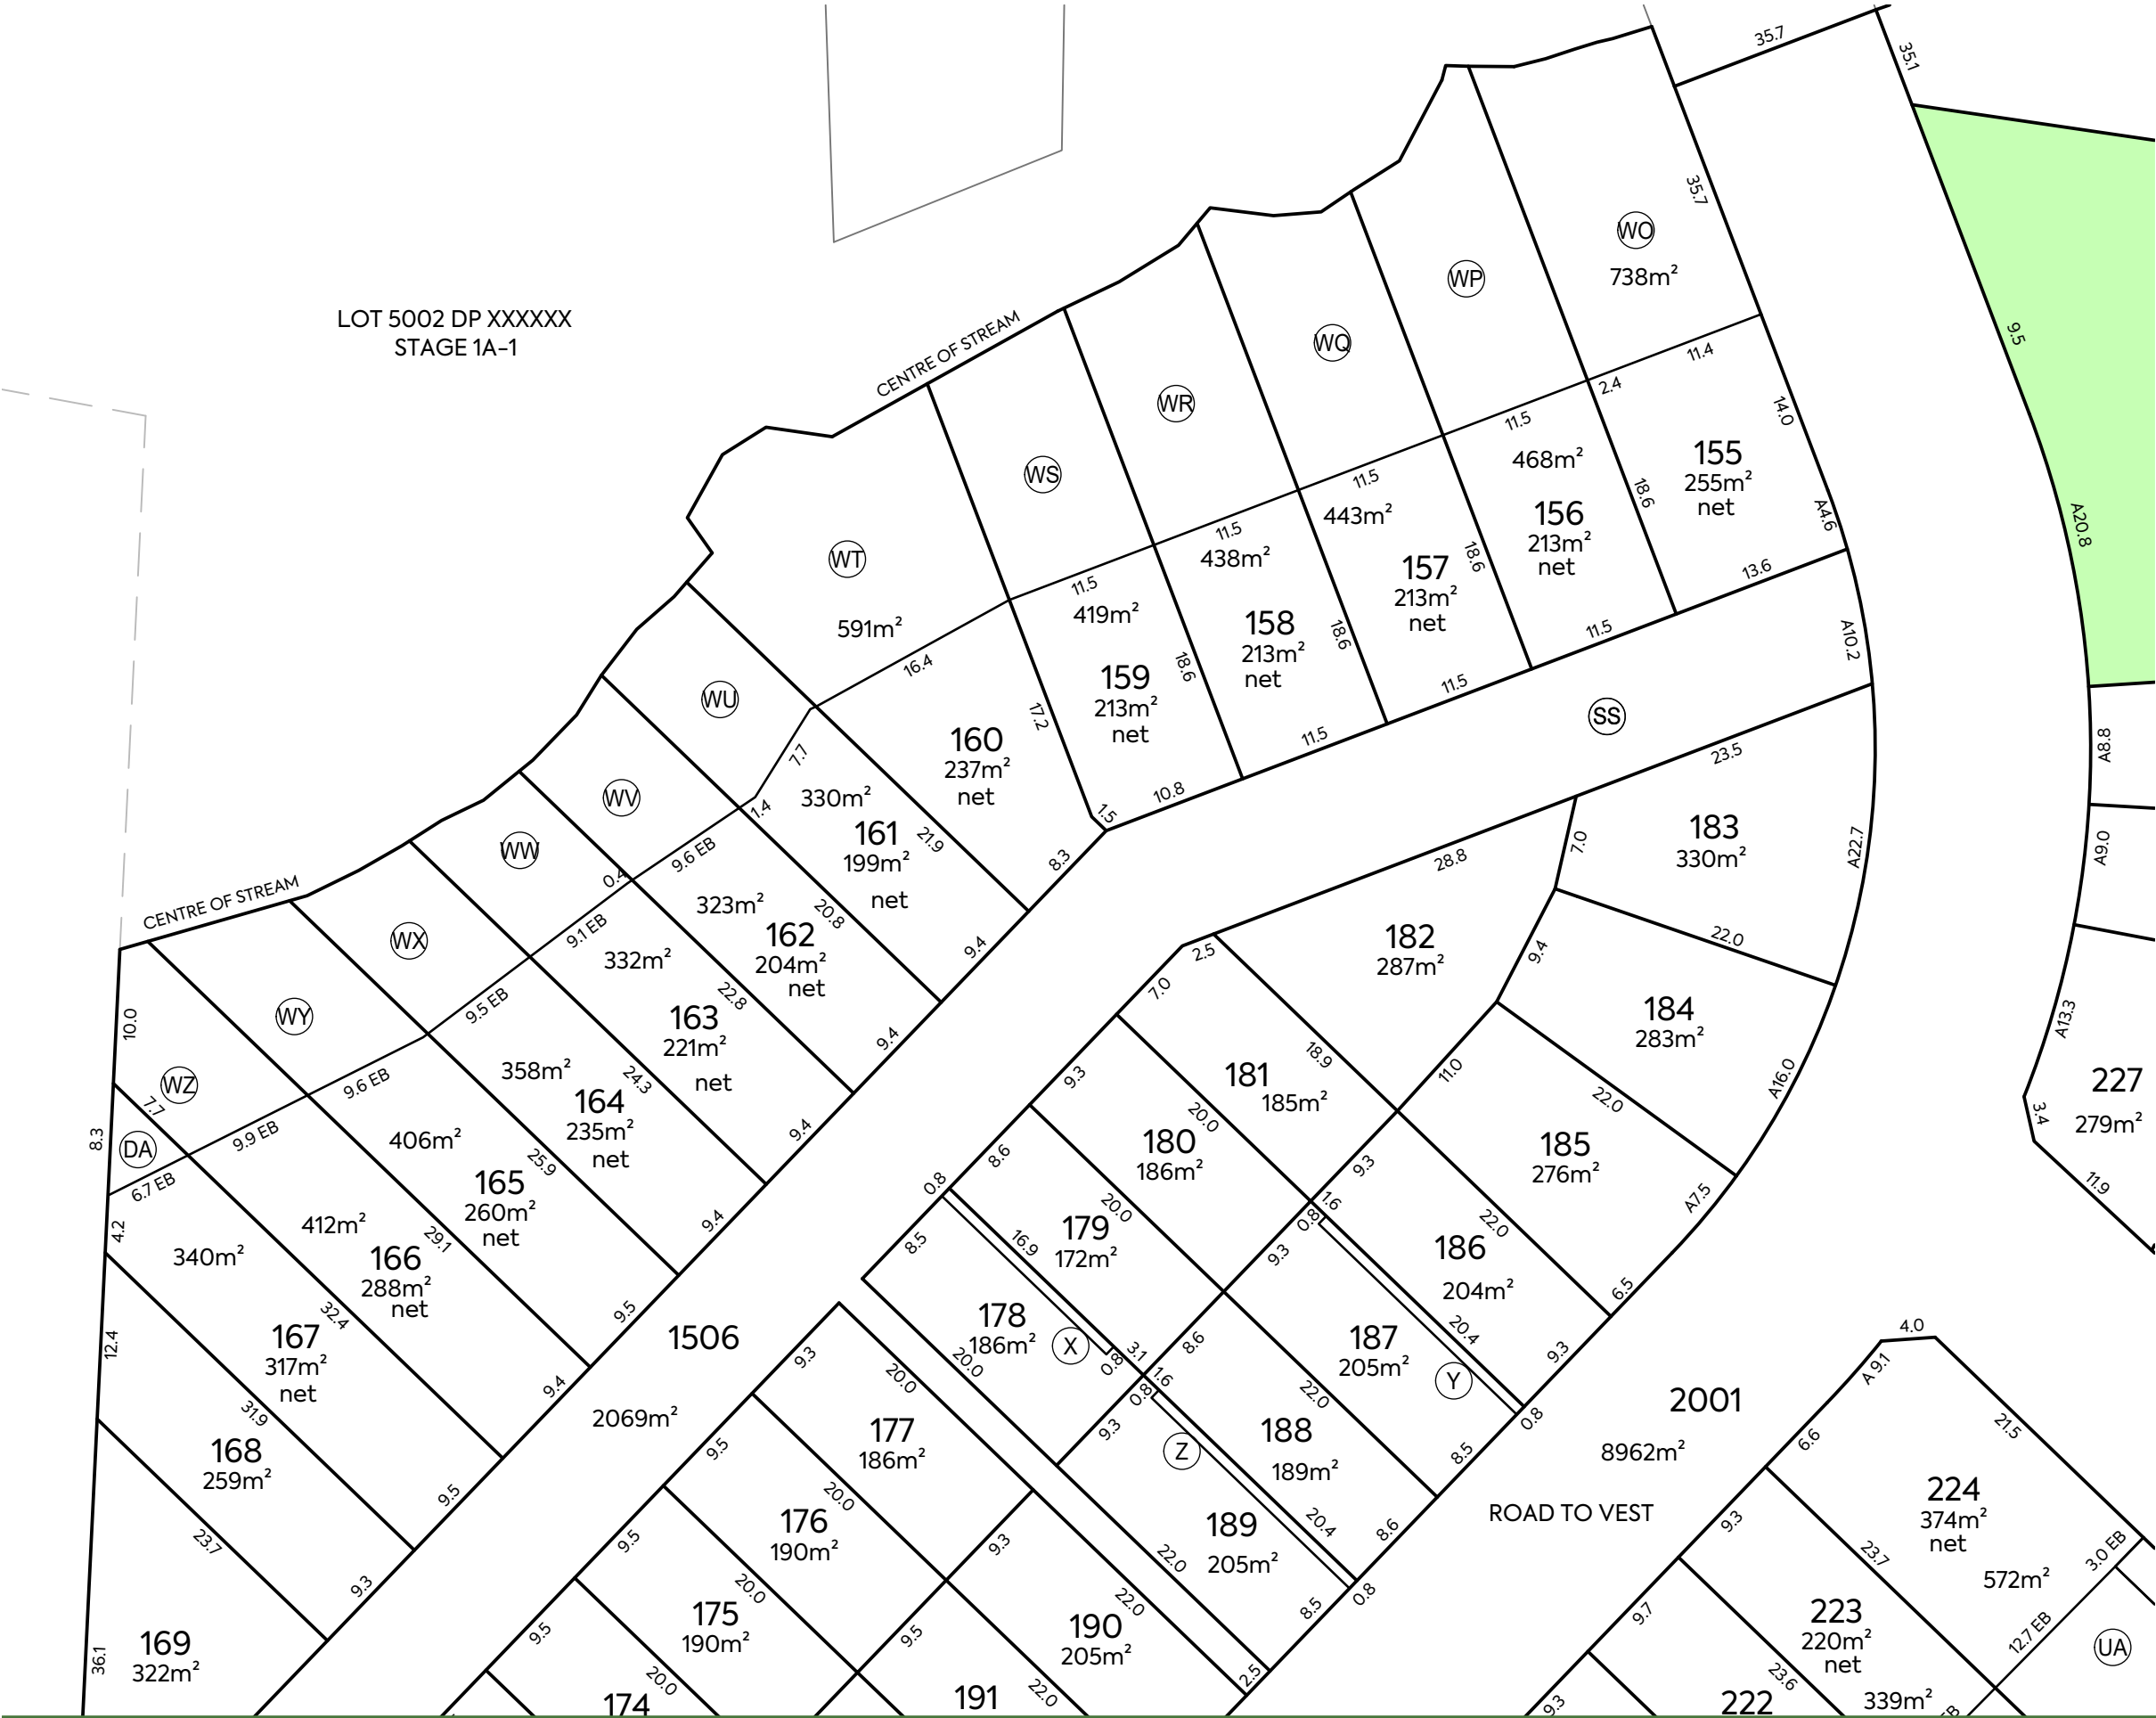 35.7
35.1
LOT 5002 DP XXXXXX
STAGE 1A-1
CENTRE OF STREAM
WO
738m²
35.7
9.5
WP
WQ
WR
WS
WT
591m²
11.4
2.4
14.0
11.5
11.5
11.5
11.5
16.4
155
255m²
net
A4.6
A20.8
468m²
156
213m²
net
18.6
443m²
157
213m²
net
18.6
438m²
158
213m²
net
18.6
419m²
159
213m²
net
18.6
17.2
160
237m²
net
13.6
11.5
11.5
11.5
10.8
1.5
A10.2
SS
23.5
28.8
A8.8
A9.0
WU
WV
WW
WX
WY
WZ
DA
CENTRE OF STREAM
7.7
1.4
330m²
161
199m²
net
21.9
8.3
9.6 EB
0.4
323m²
162
204m²
net
20.8
9.4
9.1 EB
332m²
163
221m²
net
22.8
9.4
9.5 EB
358m²
164
235m²
net
24.3
9.4
9.6 EB
406m²
165
260m²
net
25.9
9.4
9.9 EB
412m²
166
288m²
net
29.1
9.5
10.0
7.7
8.3
6.7 EB
4.2
340m²
167
317m²
net
32.4
9.4
12.4
31.9
168
259m²
9.5
23.7
9.3
36.1
169
322m²
1506
2069m²
183
330m²
7.0
A22.7
22.0
182
287m²
9.4
2.5
7.0
184
283m²
11.0
22.0
A16.0
A13.3
227
279m²
3.4
11.9
181
185m²
18.9
9.3
185
276m²
9.3
22.0
A7.5
6.5
180
186m²
20.0
8.6
179
172m²
20.0
16.9
0.8
8.5
178
186m²
X
20.0
3.1
0.8
1.6
0.8
186
204m²
20.4
9.3
9.3
187
205m²
Y
22.0
8.6
0.8
8.5
1.6
0.8
188
189m²
20.4
8.6
9.3
Z
189
205m²
22.0
0.8
8.5
2.5
9.3
20.0
177
186m²
9.5
20.0
176
190m²
9.5
20.0
175
190m²
9.5
20.0
174
9.3
22.0
190
205m²
9.5
22.0
191
2001
8962m²
ROAD TO VEST
4.0
A 9.1
21.5
6.6
224
374m²
net
572m²
3.0 EB
12.7 EB
UA
9.3
23.7
223
220m²
net
339m²
9.7
23.6
222
9.3
EB